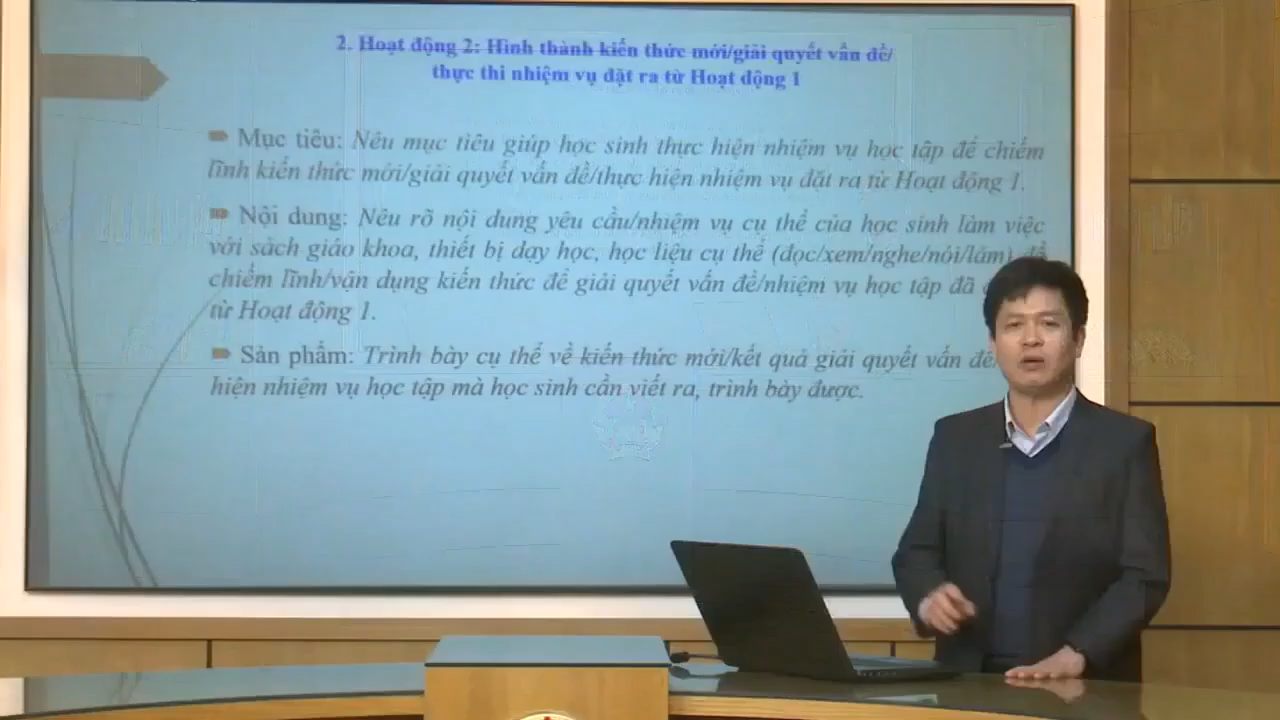 2. Hoạt động 2: Hình thành kiến thức mới/giải quyết vấn đề/
thực thi nhiệm vụ đặt ra từ Hoạt động 1
Mục tiêu: Nêu mục tiêu giúp học sinh thực hiện nhiệm vụ học tập để chiếm
lĩnh kiến thức mới/giải quyết vấn đề/thực hiện nhiệm vụ đặt ra từ Hoạt động 1.
Nội dung: Nêu rõ nội dung yêu cầu/nhiệm vụ cụ thể của học sinh làm việc
với sách giáo khoa, thiết bị dạy học, học liệu cụ thể (đọc/xem/nghe/nói/làm)
chiếm lĩnh/vận dụng kiến thức để giải quyết vấn đề/nhiệm vụ học tập đã
từ Hoạt động 1.
Sản phẩm: Trình bày cụ thể về kiến thức mới/kết quả giải quyết vấn đề
hiện nhiệm vụ học tập mà học sinh cần viết ra, trình bày được.